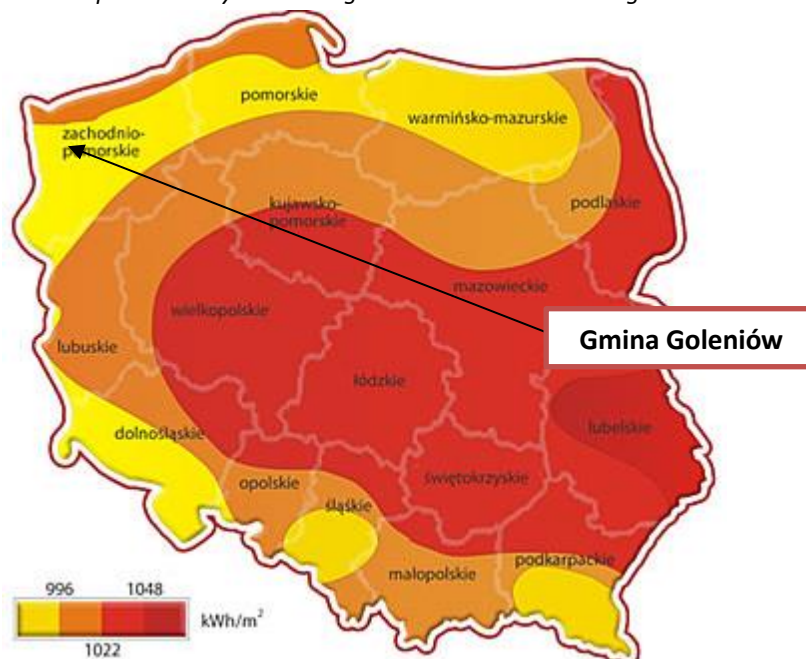 pomorskie
warmińsko-mazurskie
zachodnio-
pomorskie
kujawsko-
pomorskie
podlaskie
mazowieckie
wielkopolskie
Gmina Goleniów
lubuskie
łódzkie
dolnośląskie
lubelskie
opolskie
świętokrzyskie
śląskie
małopolskie
podkarpackie
996 1048
kWh/m²
1022